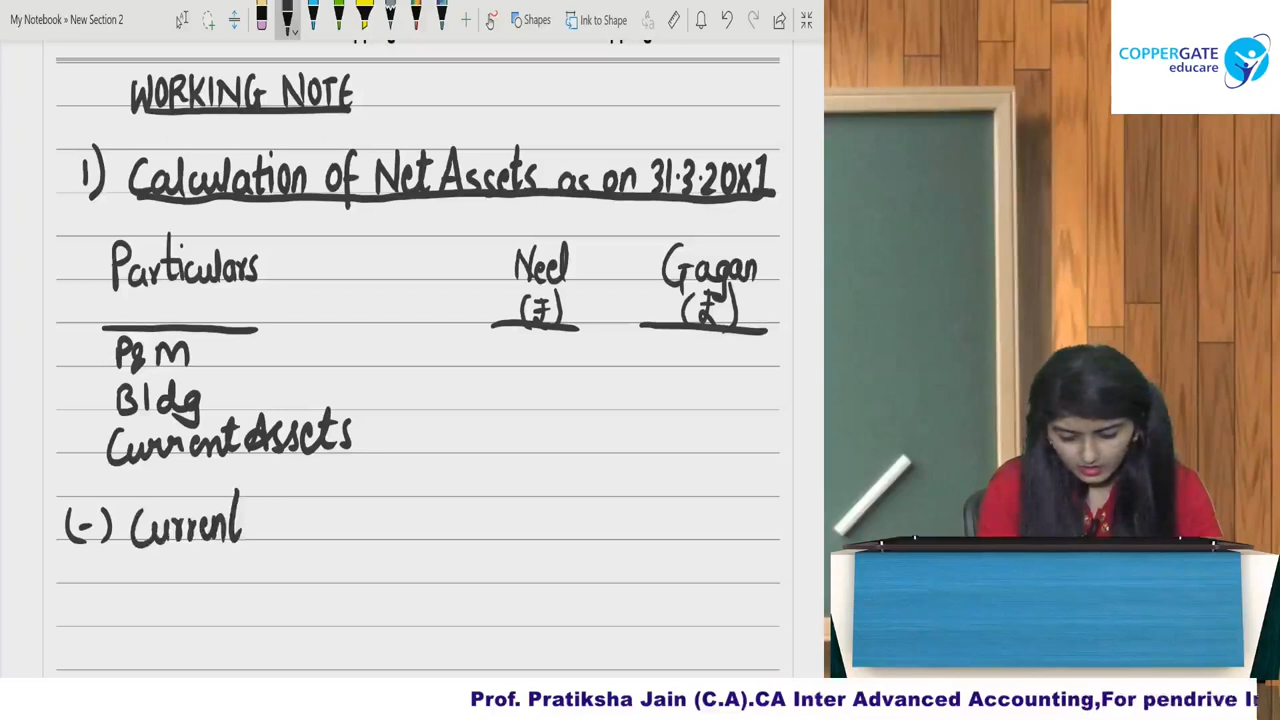 My Notebook » New Section 2
Shapes
Ink to Shape
COPPERGATE
educare
WORKING NOTE
1) Calculation of Net Assets as on 31.3.20X1
Particulars Neel Gagan
(₹) (₹)
P&M
Bldg
Current Assets
(-) Current
Prof. Pratiksha Jain (C.A).CA Inter Advanced Accounting,For pendrive